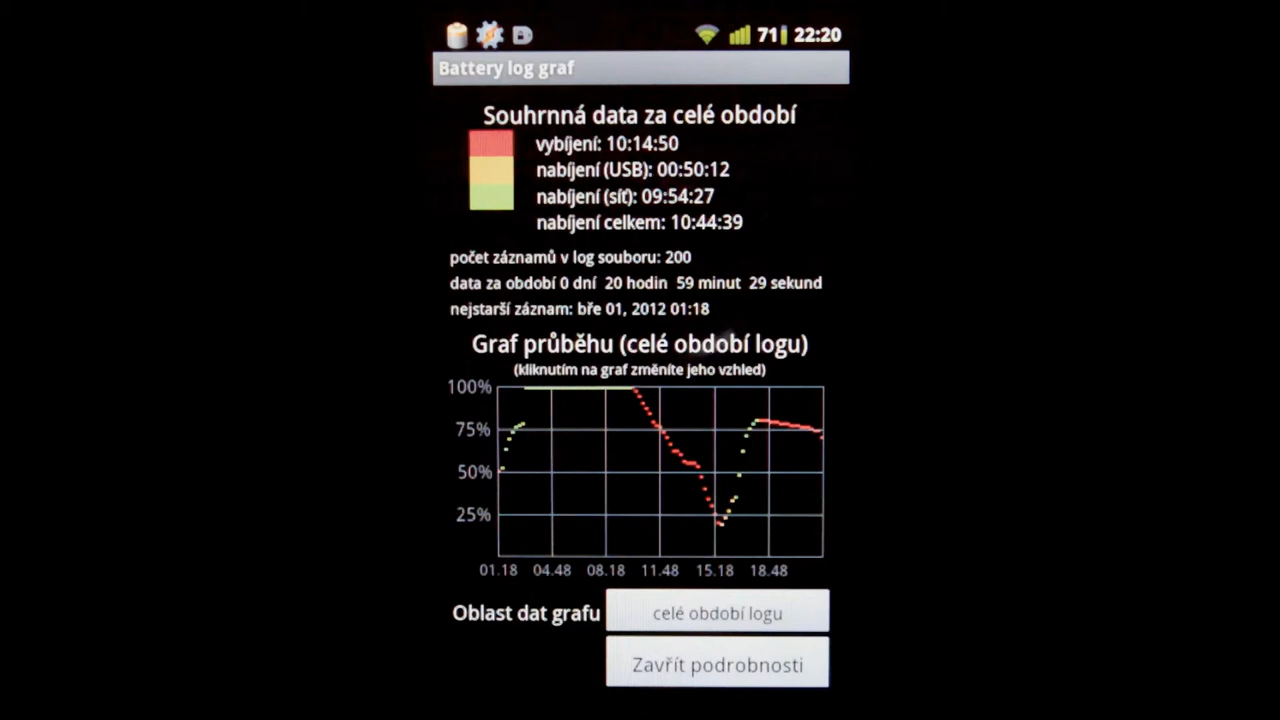 71 22:20
Battery log graf
Souhrnná data za celé období
vybíjení: 10:14:50
nabíjení (USB): 00:50:12
nabíjení (síť): 09:54:27
nabíjení celkem: 10:44:39
počet záznamů v log souboru: 200
data za období 0 dní 20 hodin 59 minut 29 sekund
nejstarší záznam: bře 01, 2012 01:18
Graf průběhu (celé období logu)
(kliknutím na graf změníte jeho vzhled)
100%
75%
50%
25%
01.18 04.48 08.18 11.48 15.18 18.48
Oblast dat grafu celé období logu
Zavřít podrobnosti